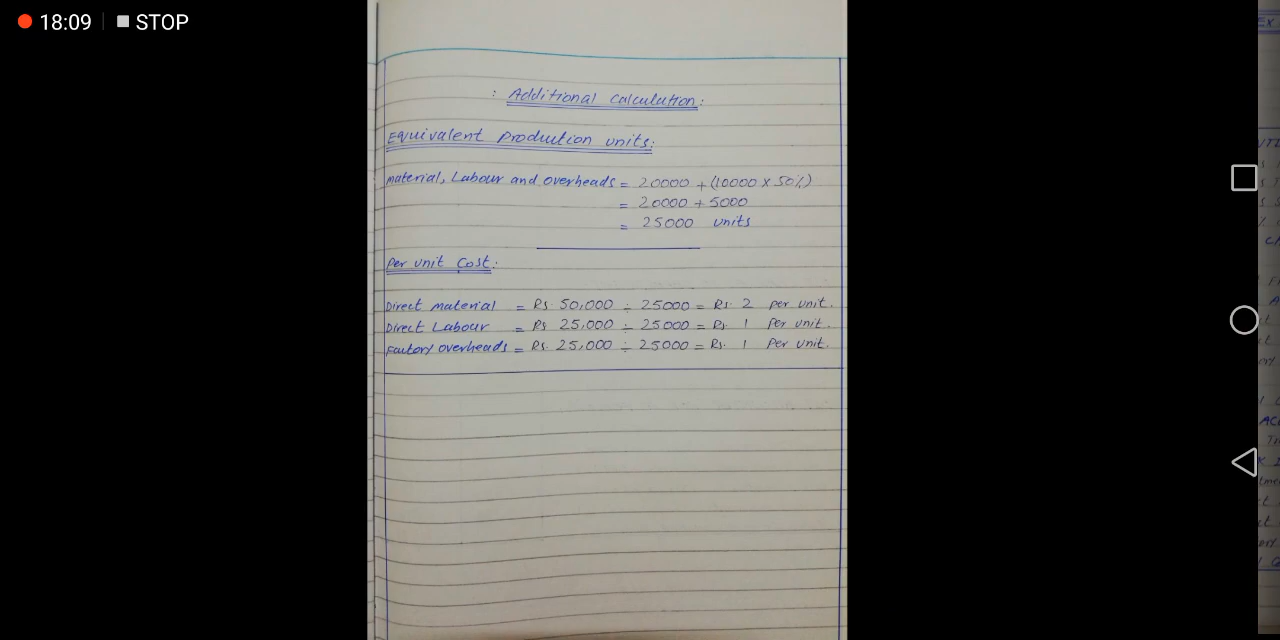 18:09 STOP
: Additional Calculation:
Equivalent Production units:
Material, Labour and overheads = 20000 + (10000 x 50%)
= 20000 + 5000
= 25000 units
Per unit Cost:
Direct material = Rs. 50,000 ÷ 25000 = Rs. 2 per unit.
Direct Labour = Rs. 25,000 ÷ 25000 = Rs. 1 per unit.
Factory overheads = Rs. 25,000 ÷ 25000 = Rs. 1 Per unit.
EX